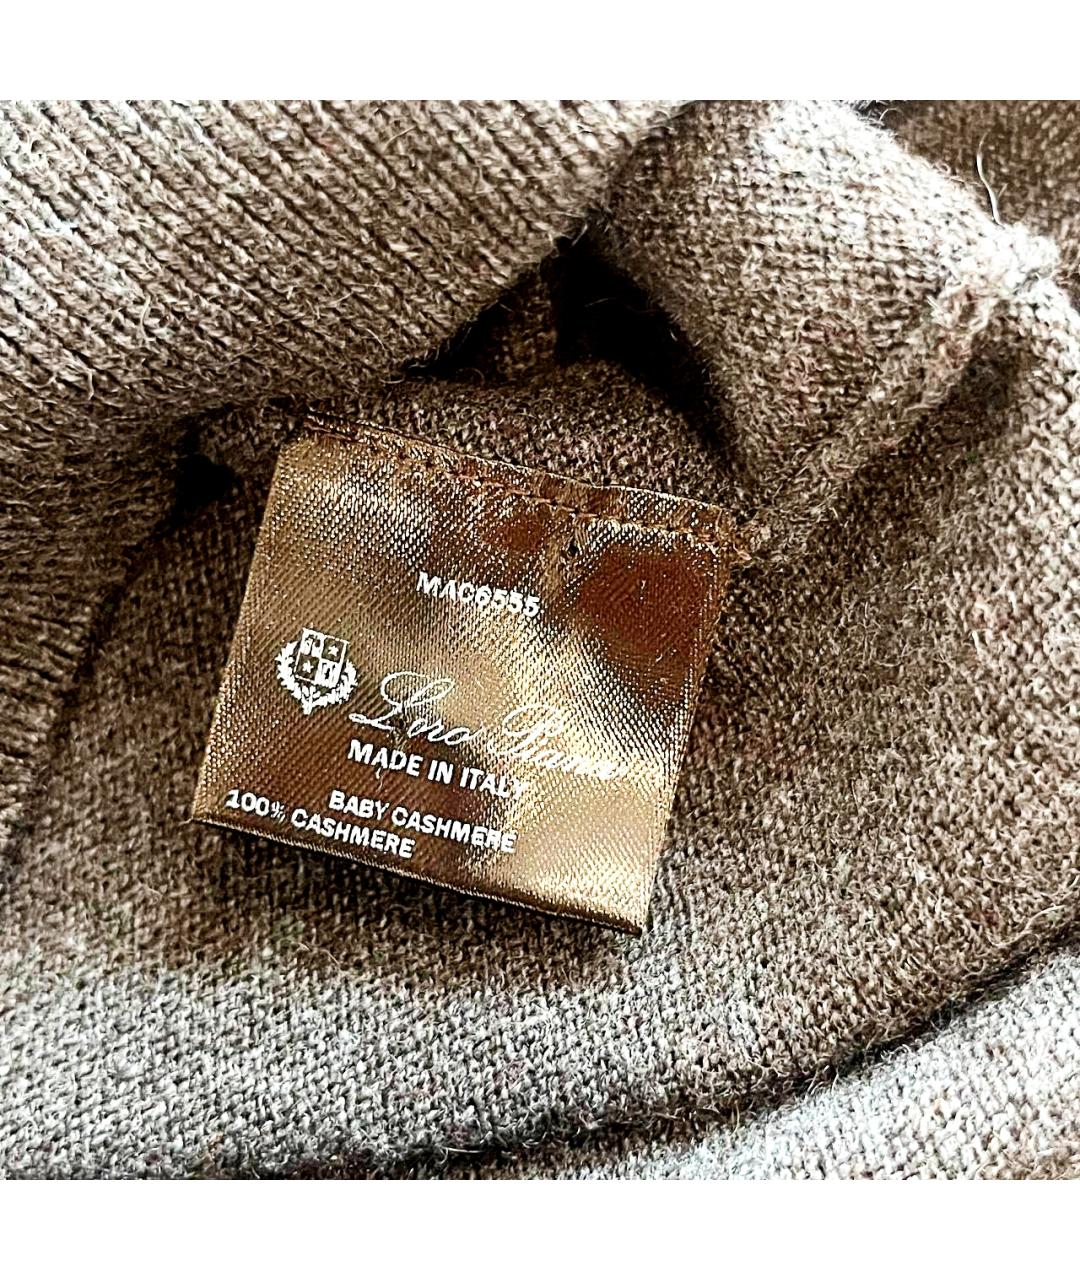 MAC6555
Loro Piana
MADE IN ITALY
BABY CASHMERE
100% CASHMERE